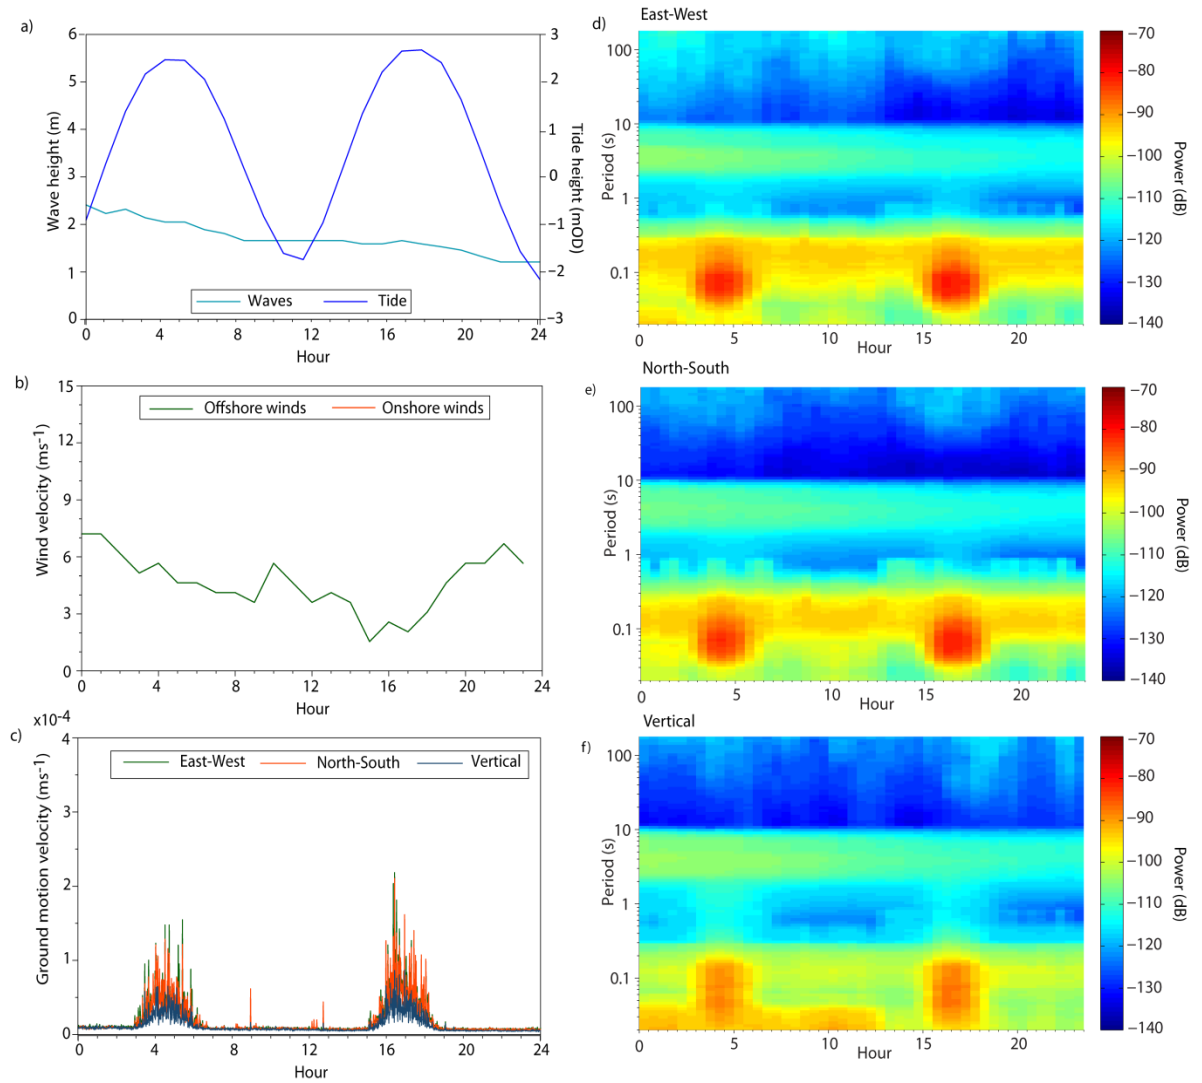 a)
6
5
4
3
2
1
0
Wave height (m)
3
2
1
0
−1
−2
−3
Tide height (mOD)
Waves
Tide
0
4
8
12
16
20
24
Hour
b)
15
12
9
6
3
0
Wind velocity (ms-1)
Offshore winds
Onshore winds
0
4
8
12
16
20
24
Hour
c)
x10-4
4
3
2
1
0
Ground motion velocity (ms-1)
East-West
North-South
Vertical
0
4
8
12
16
20
24
Hour
d)
East-West
100
10
1
0.1
Period (s)
0
5
10
15
20
Hour
−70
−80
−90
−100
−110
−120
−130
−140
Power (dB)
North-South
e)
100
10
1
0.1
Period (s)
0
5
10
15
20
Hour
−70
−80
−90
−100
−110
−120
−130
−140
Power (dB)
Vertical
f)
100
10
1
0.1
Period (s)
0
5
10
15
20
Hour
−70
−80
−90
−100
−110
−120
−130
−140
Power (dB)